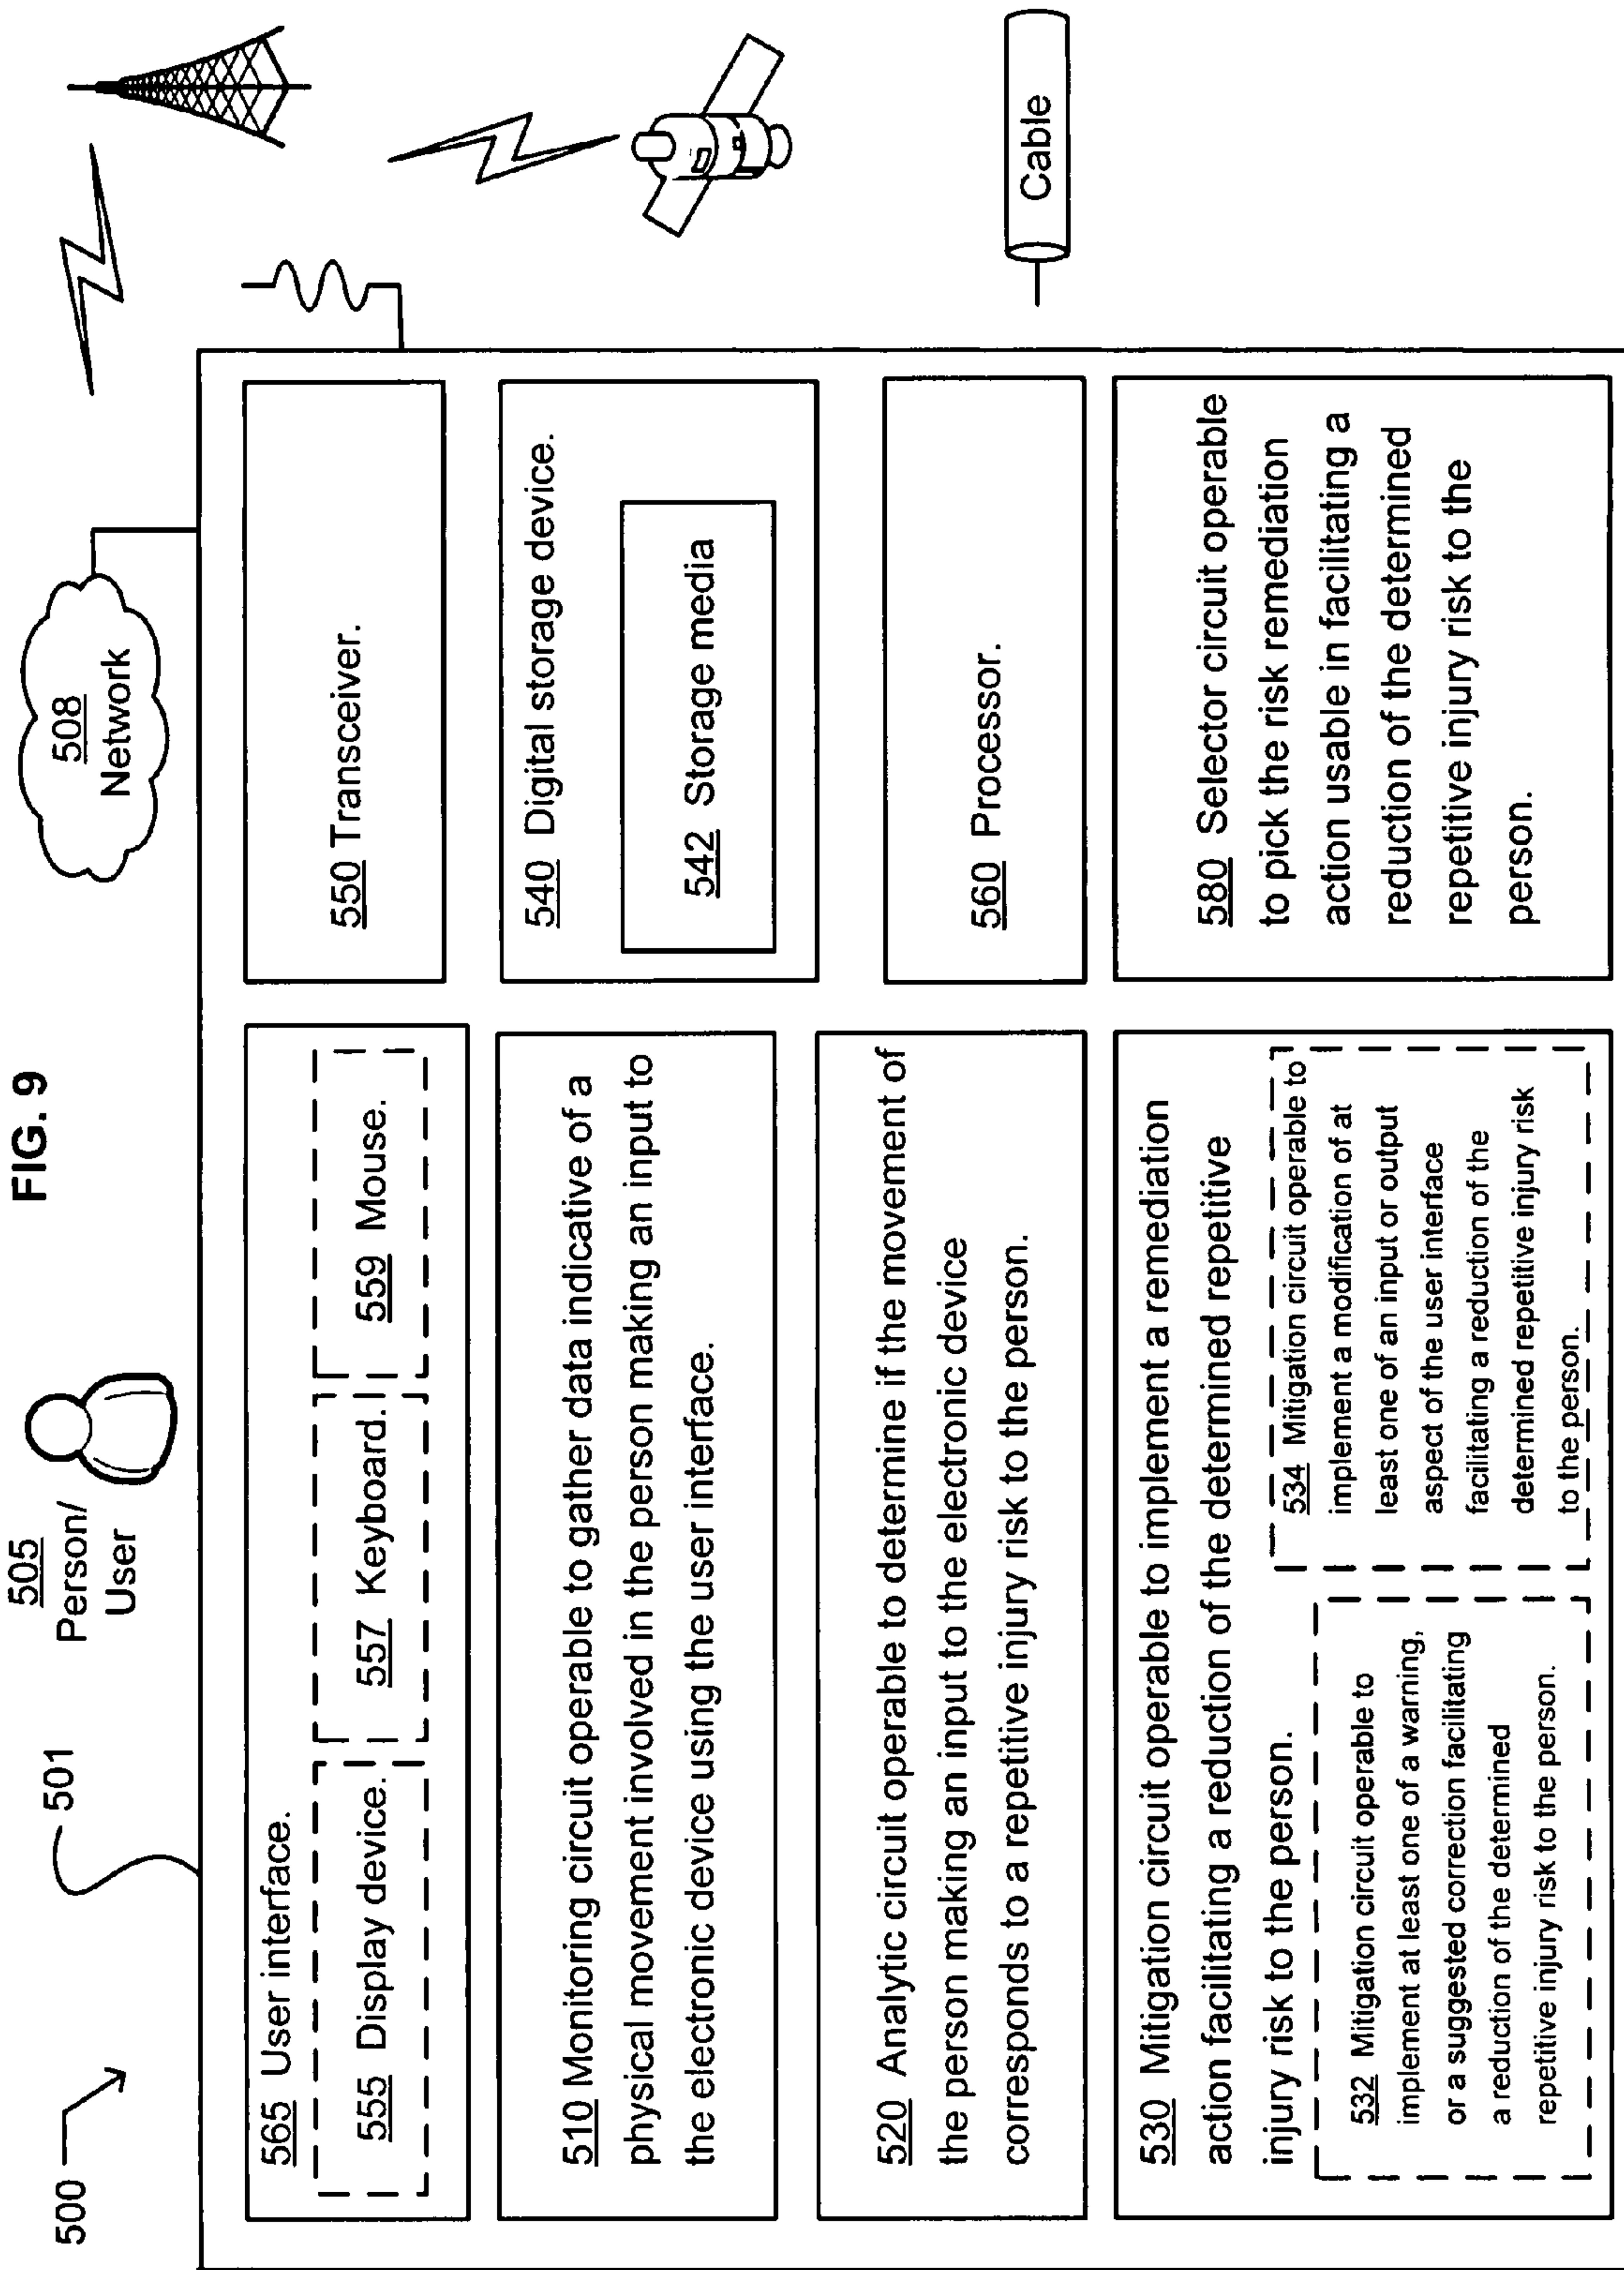 FIG. 9
500
501
505
Person/
User
508
Network
565 User interface.
555 Display device.
557 Keyboard.
559 Mouse.
510 Monitoring circuit operable to gather data indicative of a
physical movement involved in the person making an input to
the electronic device using the user interface.
520 Analytic circuit operable to determine if the movement of
the person making an input to the electronic device
corresponds to a repetitive injury risk to the person.
530 Mitigation circuit operable to implement a remediation
action facilitating a reduction of the determined repetitive
injury risk to the person.
532 Mitigation circuit operable to
implement at least one of a warning,
or a suggested correction facilitating
a reduction of the determined
repetitive injury risk to the person.
534 Mitigation circuit operable to
implement a modification of at
least one of an input or output
aspect of the user interface
facilitating a reduction of the
determined repetitive injury risk
to the person.
550 Transceiver.
540 Digital storage device.
542 Storage media
560 Processor.
580 Selector circuit operable
to pick the risk remediation
action usable in facilitating a
reduction of the determined
repetitive injury risk to the
person.
Cable